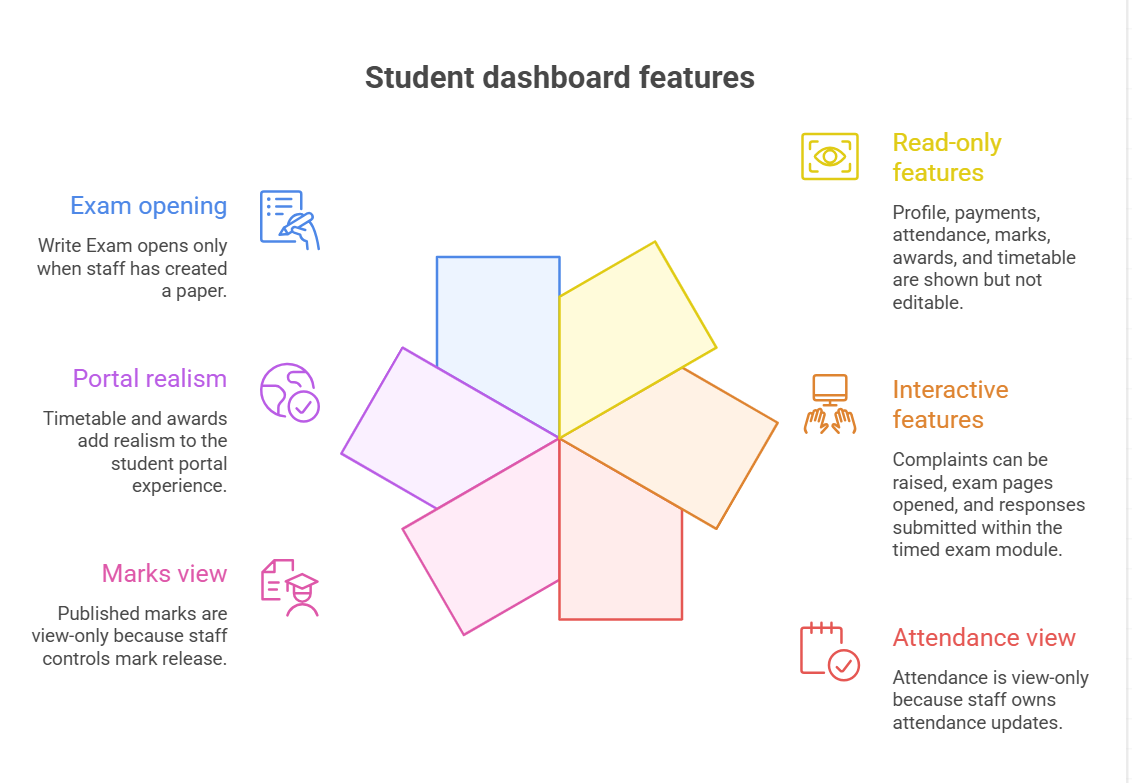 Student dashboard features
Exam opening
Write Exam opens only
when staff has created
a paper.
Portal realism
Timetable and awards
add realism to the
student portal
experience.
Marks view
Published marks are
view-only because staff
controls mark release.
Read-only
features
Profile, payments,
attendance, marks,
awards, and timetable
are shown but not
editable.
Interactive
features
Complaints can be
raised, exam pages
opened, and responses
submitted within the
timed exam module.
Attendance view
Attendance is view-only
because staff owns
attendance updates.